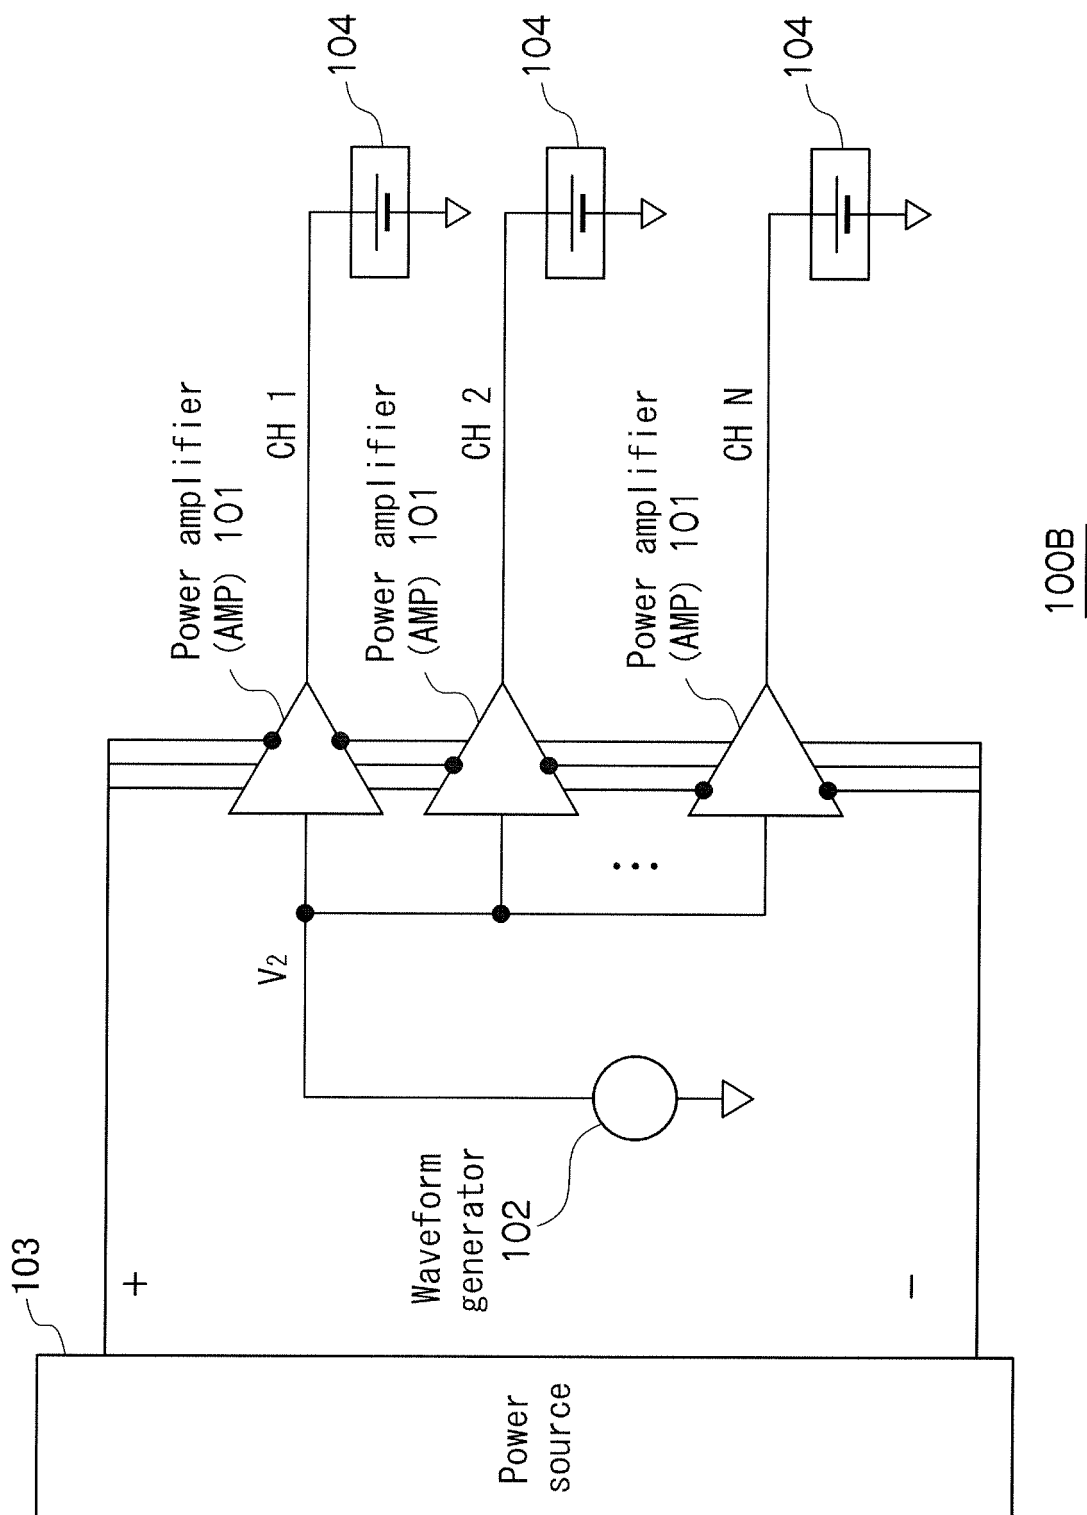 103
Power
source
+
-
Waveform
generator
102
V2
Power amplifier
(AMP) 101
CH 1
104
Power amplifier
(AMP) 101
CH 2
104
...
Power amplifier
(AMP) 101
CH N
104
100B